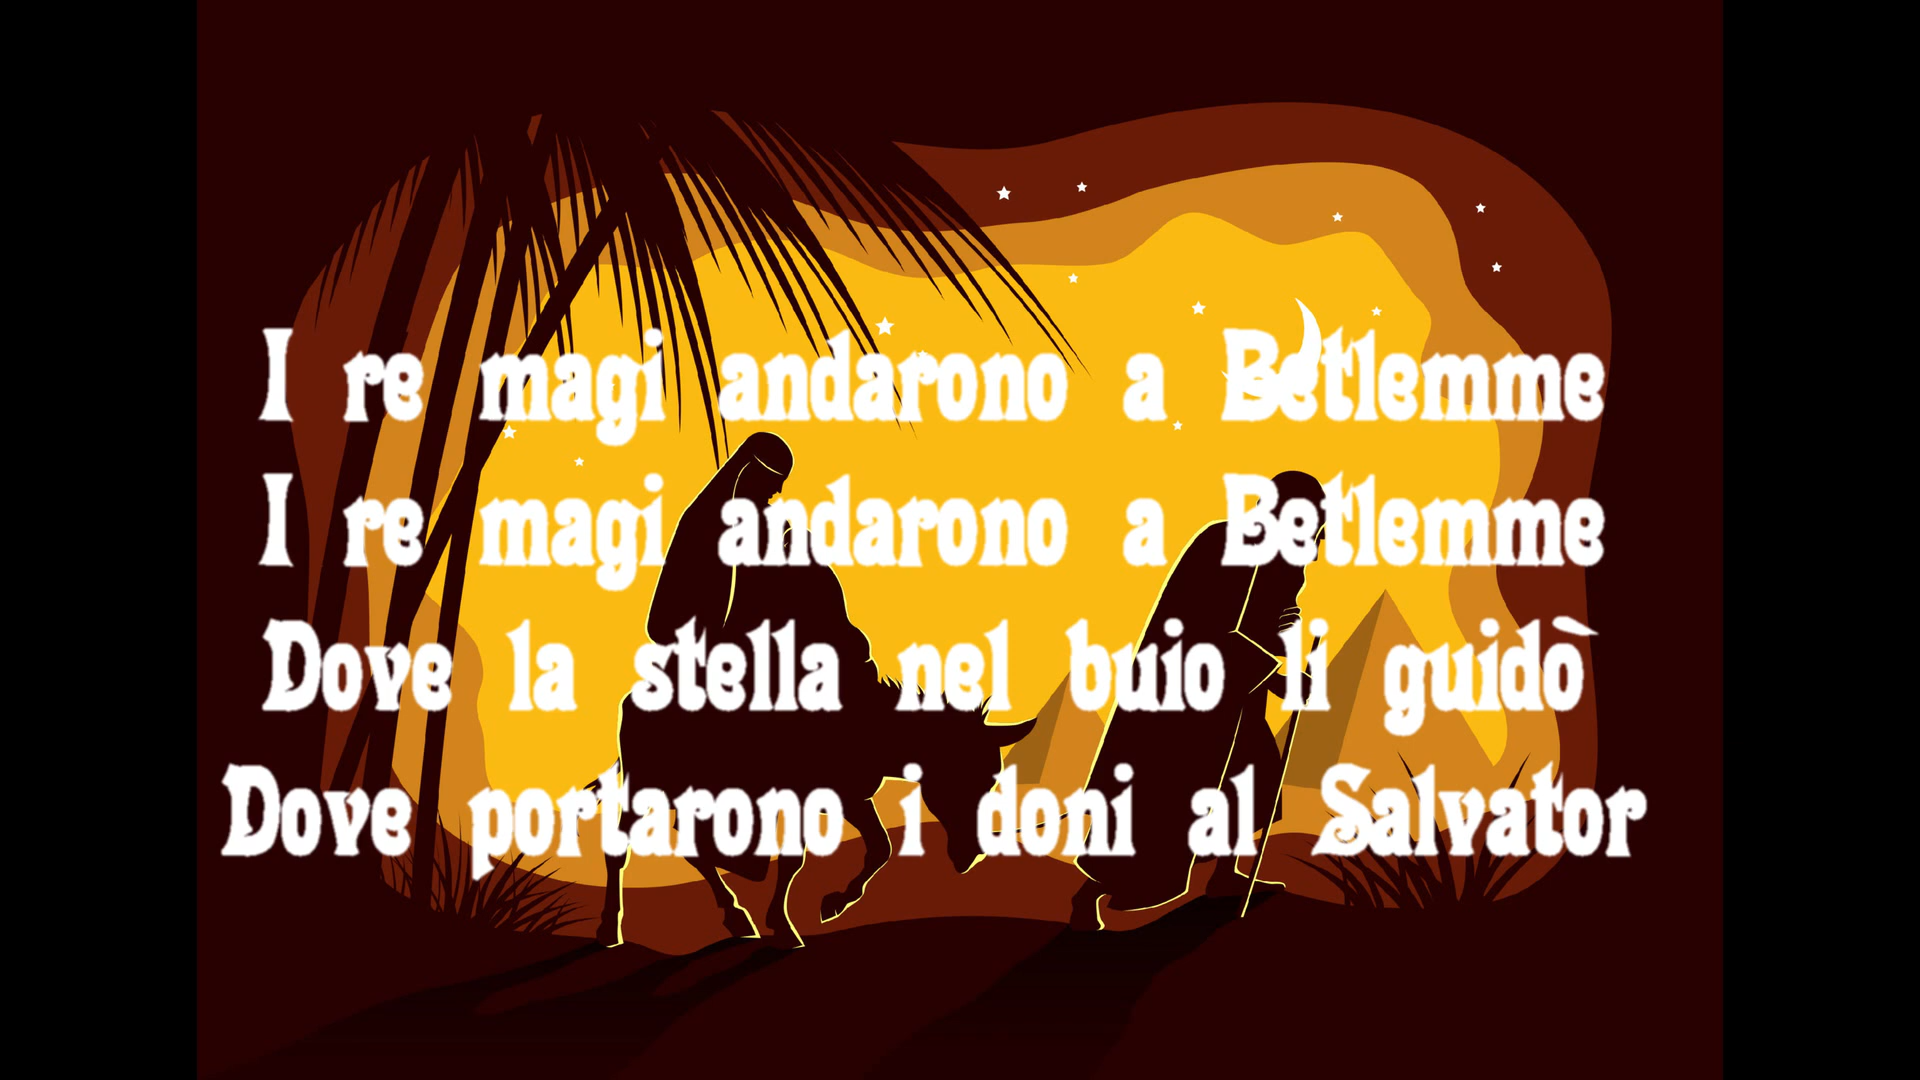 I re magi andarono a Betlemme
I re magi andarono a Betlemme
Dove la stella nel buio li guidò
Dove portarono i doni al Salvator